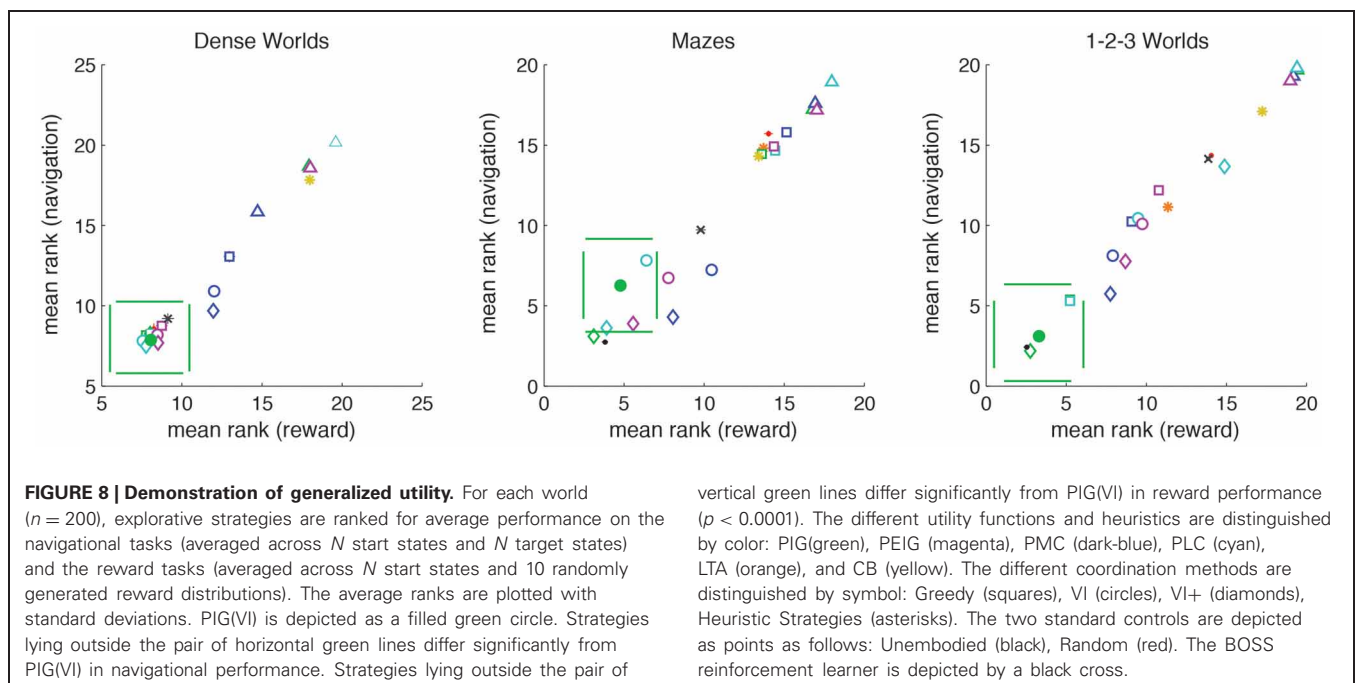 Dense Worlds
25
20
15
10
5
5
10
15
20
25
mean rank (navigation)
mean rank (reward)
Mazes
20
15
10
5
0
0
5
10
15
20
mean rank (navigation)
mean rank (reward)
1-2-3 Worlds
20
15
10
5
0
0
5
10
15
20
mean rank (navigation)
mean rank (reward)
FIGURE 8 | Demonstration of generalized utility. For each world
(n = 200), explorative strategies are ranked for average performance on the
navigational tasks (averaged across N start states and N target states)
and the reward tasks (averaged across N start states and 10 randomly
generated reward distributions). The average ranks are plotted with
standard deviations. PIG(VI) is depicted as a filled green circle. Strategies
lying outside the pair of horizontal green lines differ significantly from
PIG(VI) in navigational performance. Strategies lying outside the pair of
vertical green lines differ significantly from PIG(VI) in reward performance
(p < 0.0001). The different utility functions and heuristics are distinguished
by color: PIG(green), PEIG (magenta), PMC (dark-blue), PLC (cyan),
LTA (orange), and CB (yellow). The different coordination methods are
distinguished by symbol: Greedy (squares), VI (circles), VI+ (diamonds),
Heuristic Strategies (asterisks). The two standard controls are depicted
as points as follows: Unembodied (black), Random (red). The BOSS
reinforcement learner is depicted by a black cross.